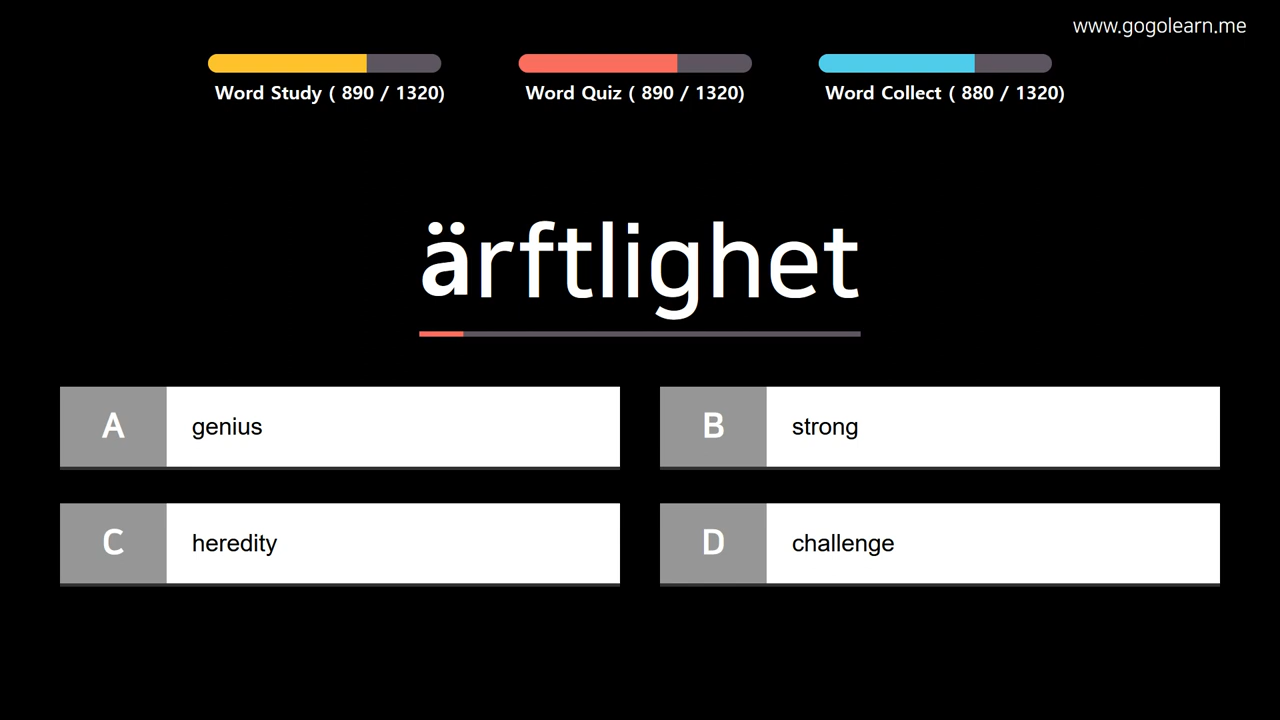 www.gogolearn.me
Word Study ( 890 / 1320)
Word Quiz ( 890 / 1320)
Word Collect ( 880 / 1320)
ärftlighet
A genius
B strong
C heredity
D challenge